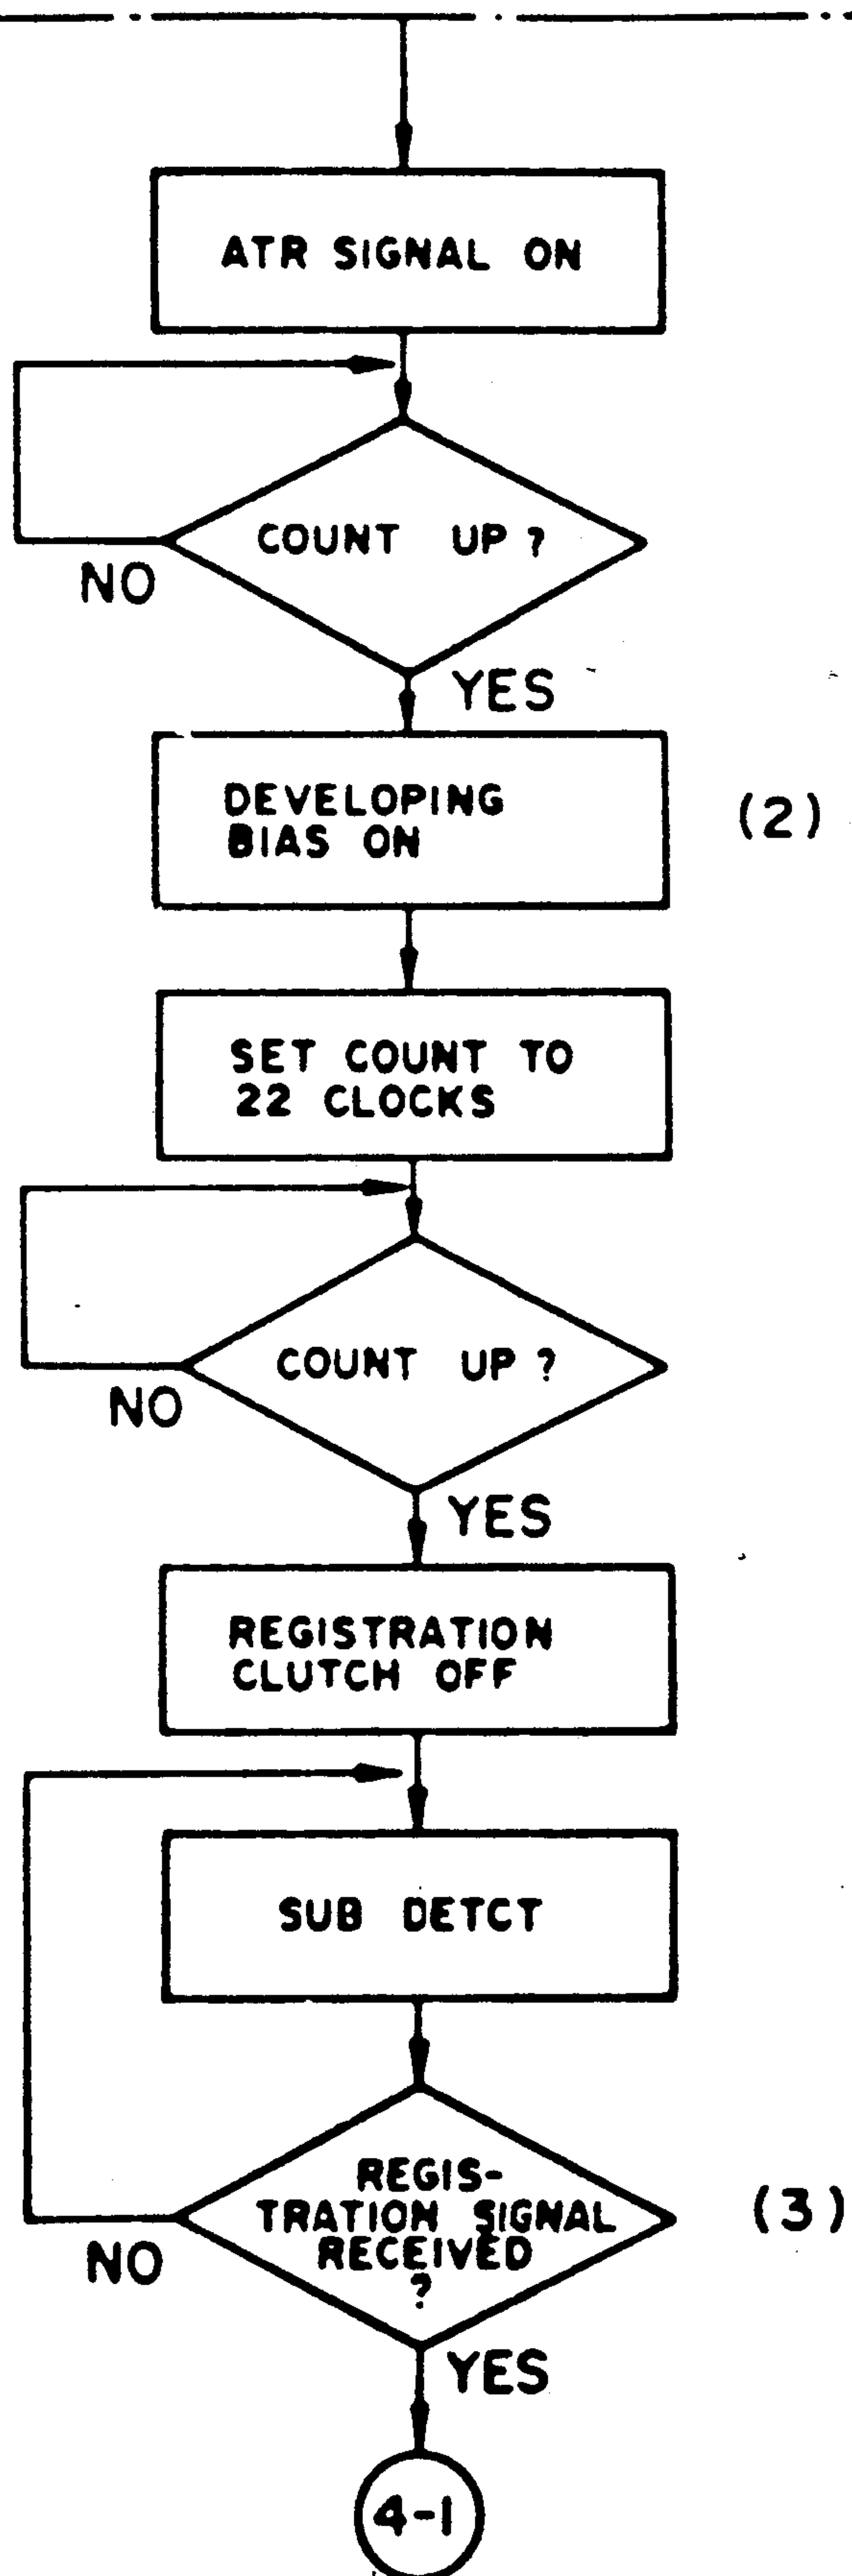 ATR SIGNAL ON
COUNT UP ?
NO
YES
DEVELOPING
BIAS ON
(2)
SET COUNT TO
22 CLOCKS
COUNT UP ?
NO
YES
REGISTRATION
CLUTCH OFF
SUB DETCT
REGIS-
TRATION SIGNAL
RECEIVED
?
(3)
NO
YES
4-1